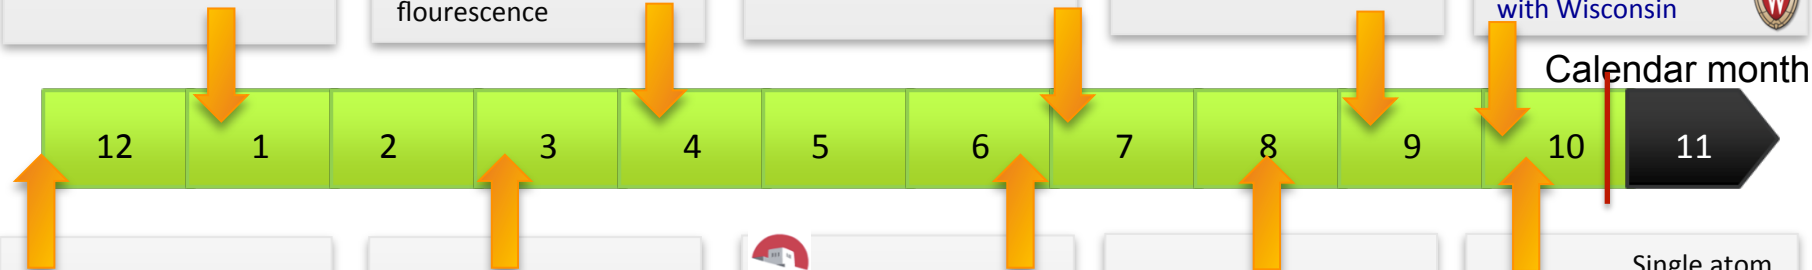 flourescence
with Wisconsin
W
Calendar month
12 1 2 3 4 5 6 7 8 9 10 11
Single atom